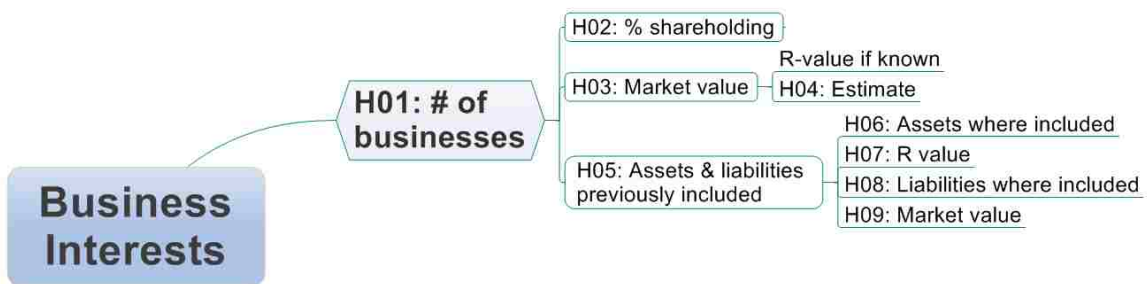 Business
Interests
H01: # of
businesses
H02: % shareholding
H03: Market value
R-value if known
H04: Estimate
H05: Assets & liabilities
previously included
H06: Assets where included
H07: R value
H08: Liabilities where included
H09: Market value